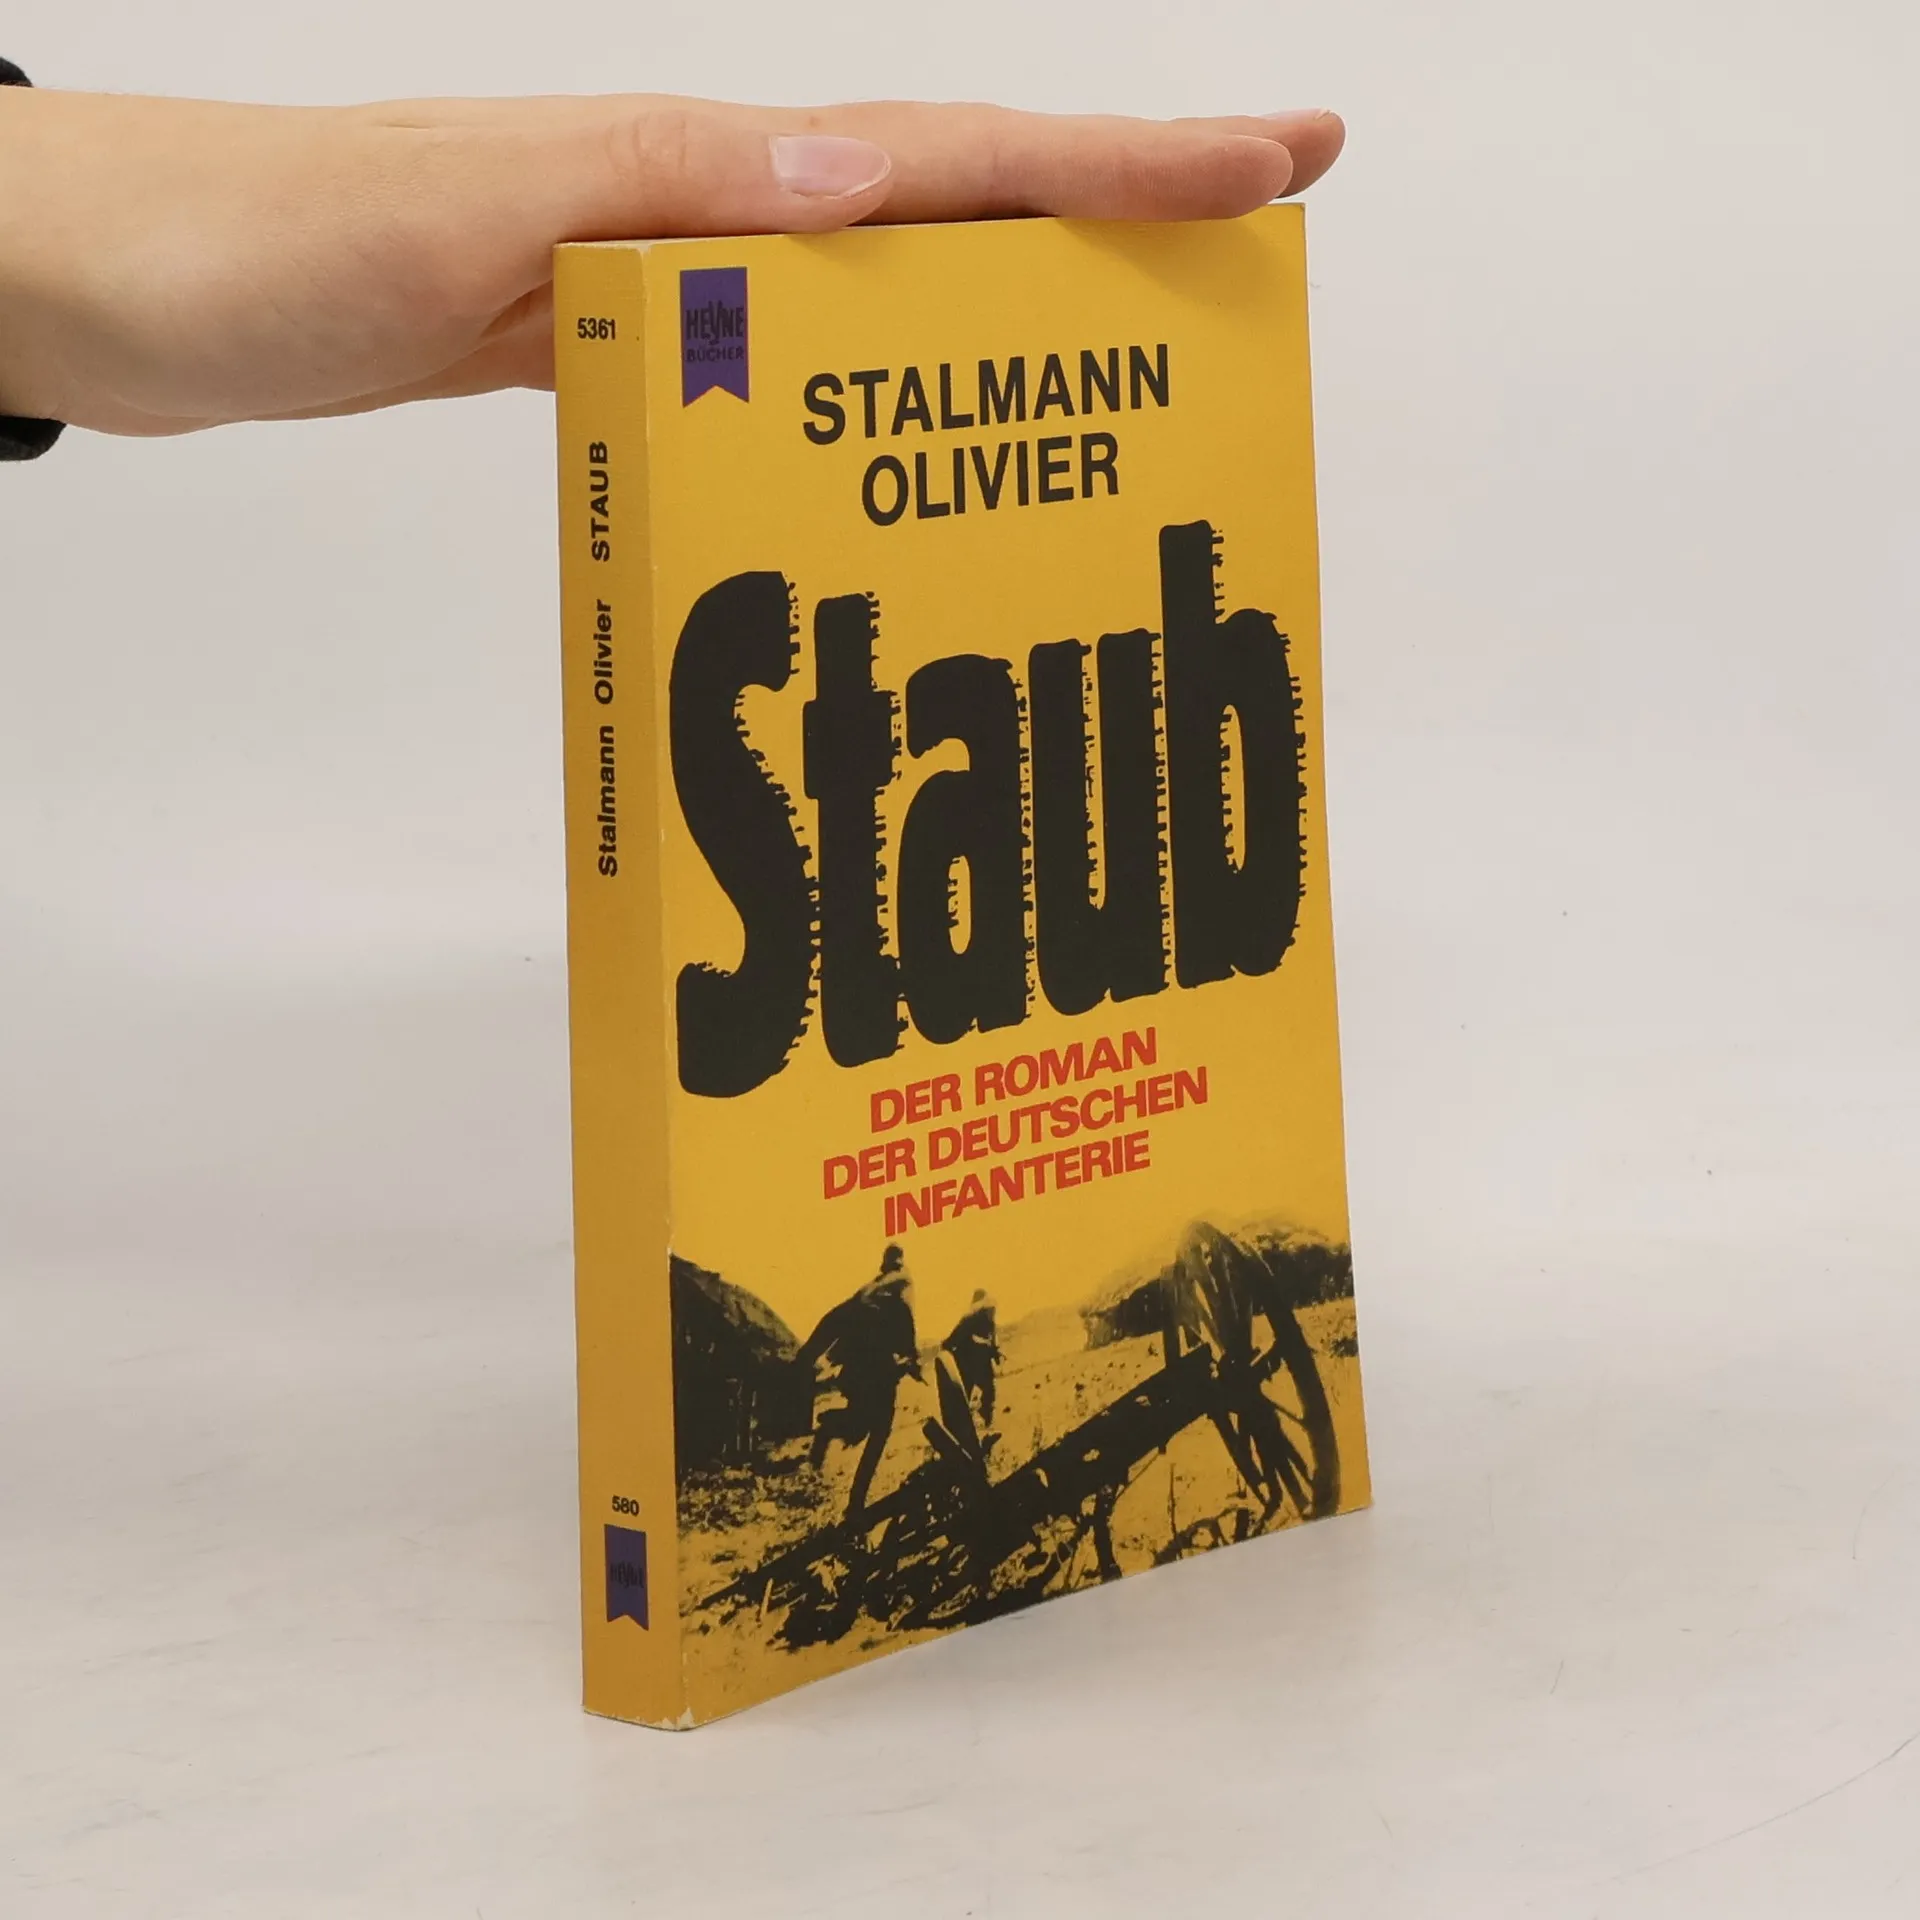 5361
Stalmann Olivier STAUB
580
HEYNE
HEYNE
BÜCHER
STALMANN
OLIVIER
Staub
DER ROMAN
DER DEUTSCHEN
INFANTERIE